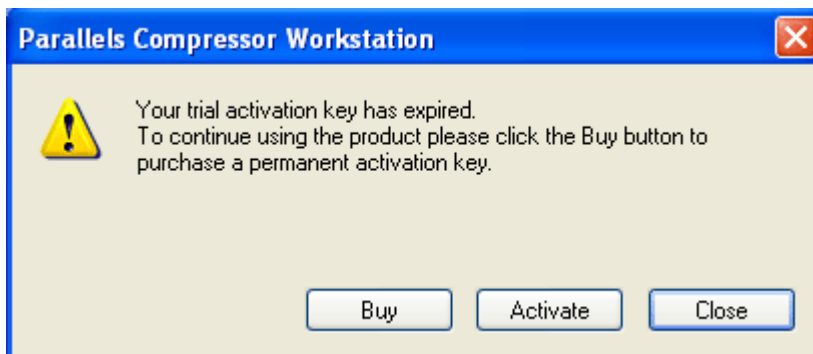 Parallels Compressor Workstation
Your trial activation key has expired.
To continue using the product please click the Buy button to
purchase a permanent activation key.
Buy Activate Close